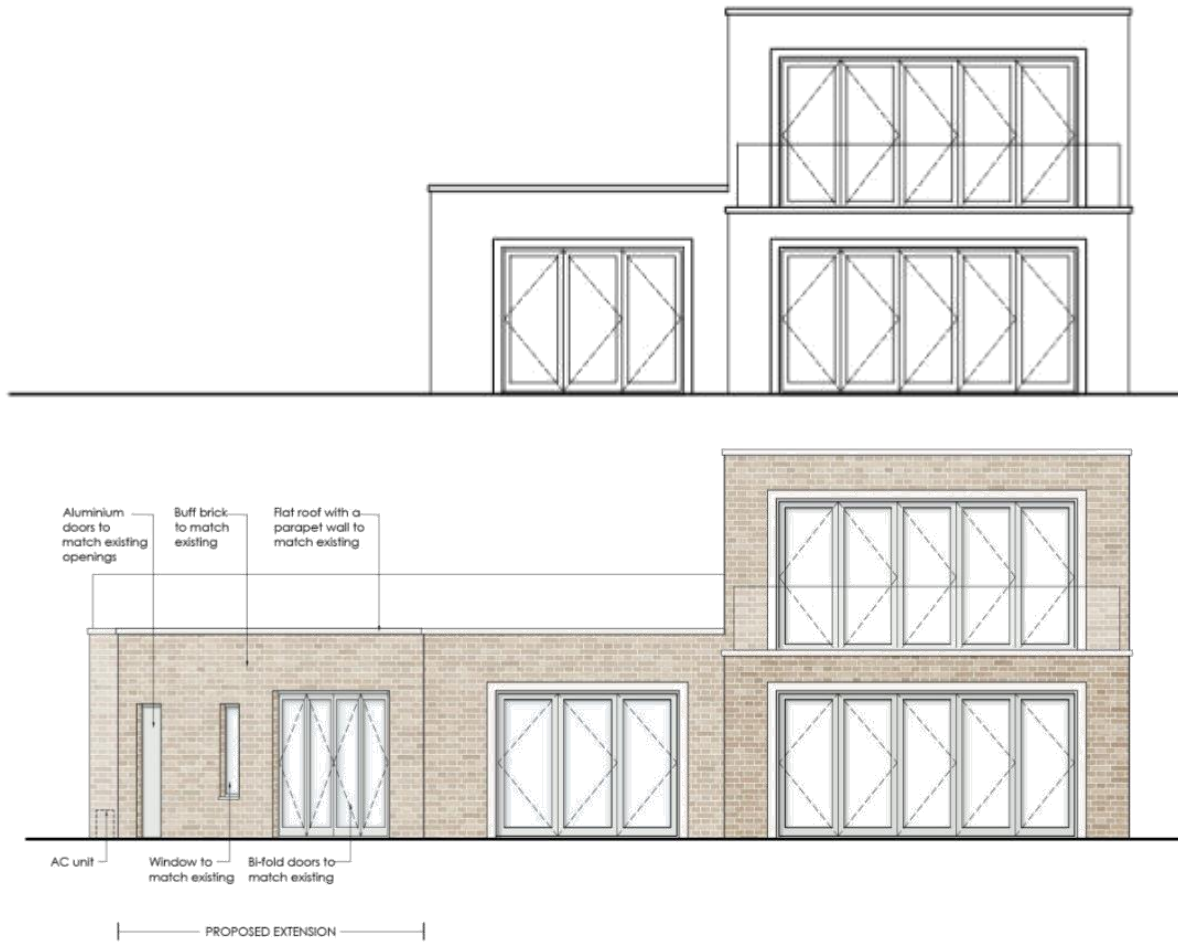 Aluminium
doors to
match existing
openings
Buff brick
to match
existing
Flat roof with a
parapet wall to
match existing
AC unit
Window to
match existing
Bi-fold doors to
match existing
PROPOSED EXTENSION